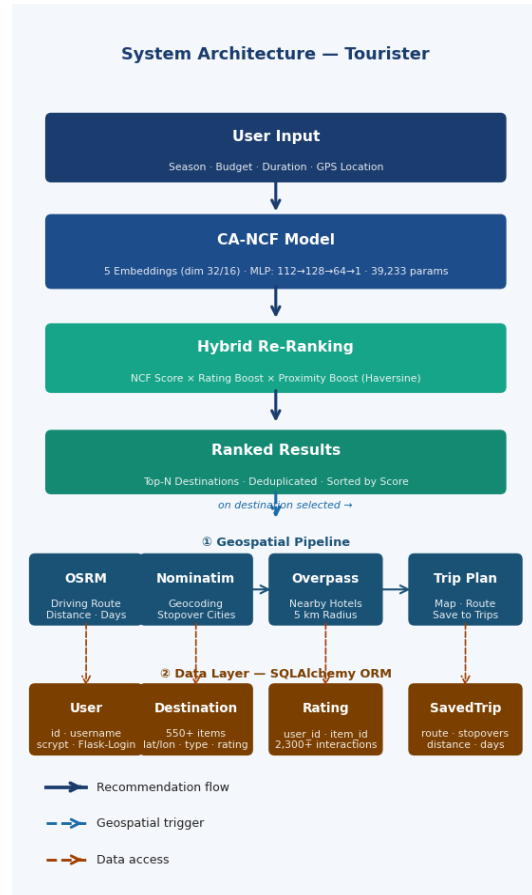 System Architecture — Tourister
User Input
Season · Budget · Duration · GPS Location
CA-NCF Model
5 Embeddings (dim 32/16) · MLP: 112→128→64→1 · 39,233 params
Hybrid Re-Ranking
NCF Score × Rating Boost × Proximity Boost (Haversine)
Ranked Results
Top-N Destinations · Deduplicated · Sorted by Score
on destination selected →
① Geospatial Pipeline
OSRM
Driving Route
Distance · Days
Nominatim
Geocoding
Stopover Cities
Overpass
Nearby Hotels
5 km Radius
Trip Plan
Map · Route
Save to Trips
② Data Layer — SQLAlchemy ORM
User
id · username
scrypt · Flask-Login
Destination
550+ items
lat/lon · type · rating
Rating
user_id · item_id
2,300+ interactions
SavedTrip
route · stopovers
distance · days
Recommendation flow
Geospatial trigger
Data access